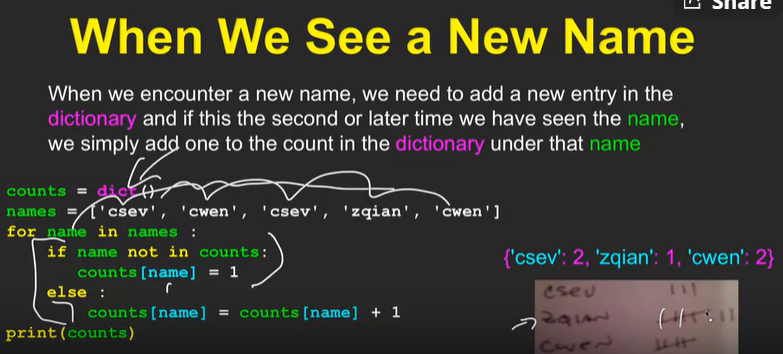 Share
When We See a New Name
When we encounter a new name, we need to add a new entry in the
dictionary and if this the second or later time we have seen the name,
we simply add one to the count in the dictionary under that name
counts = dict()
names = ['csev', 'cwen', 'csev', 'zqian', 'cwen']
for name in names :
    if name not in counts:
        counts[name] = 1
    else :
        counts[name] = counts[name] + 1
print(counts)
{'csev': 2, 'zqian': 1, 'cwen': 2}
csev
zqian
cwen